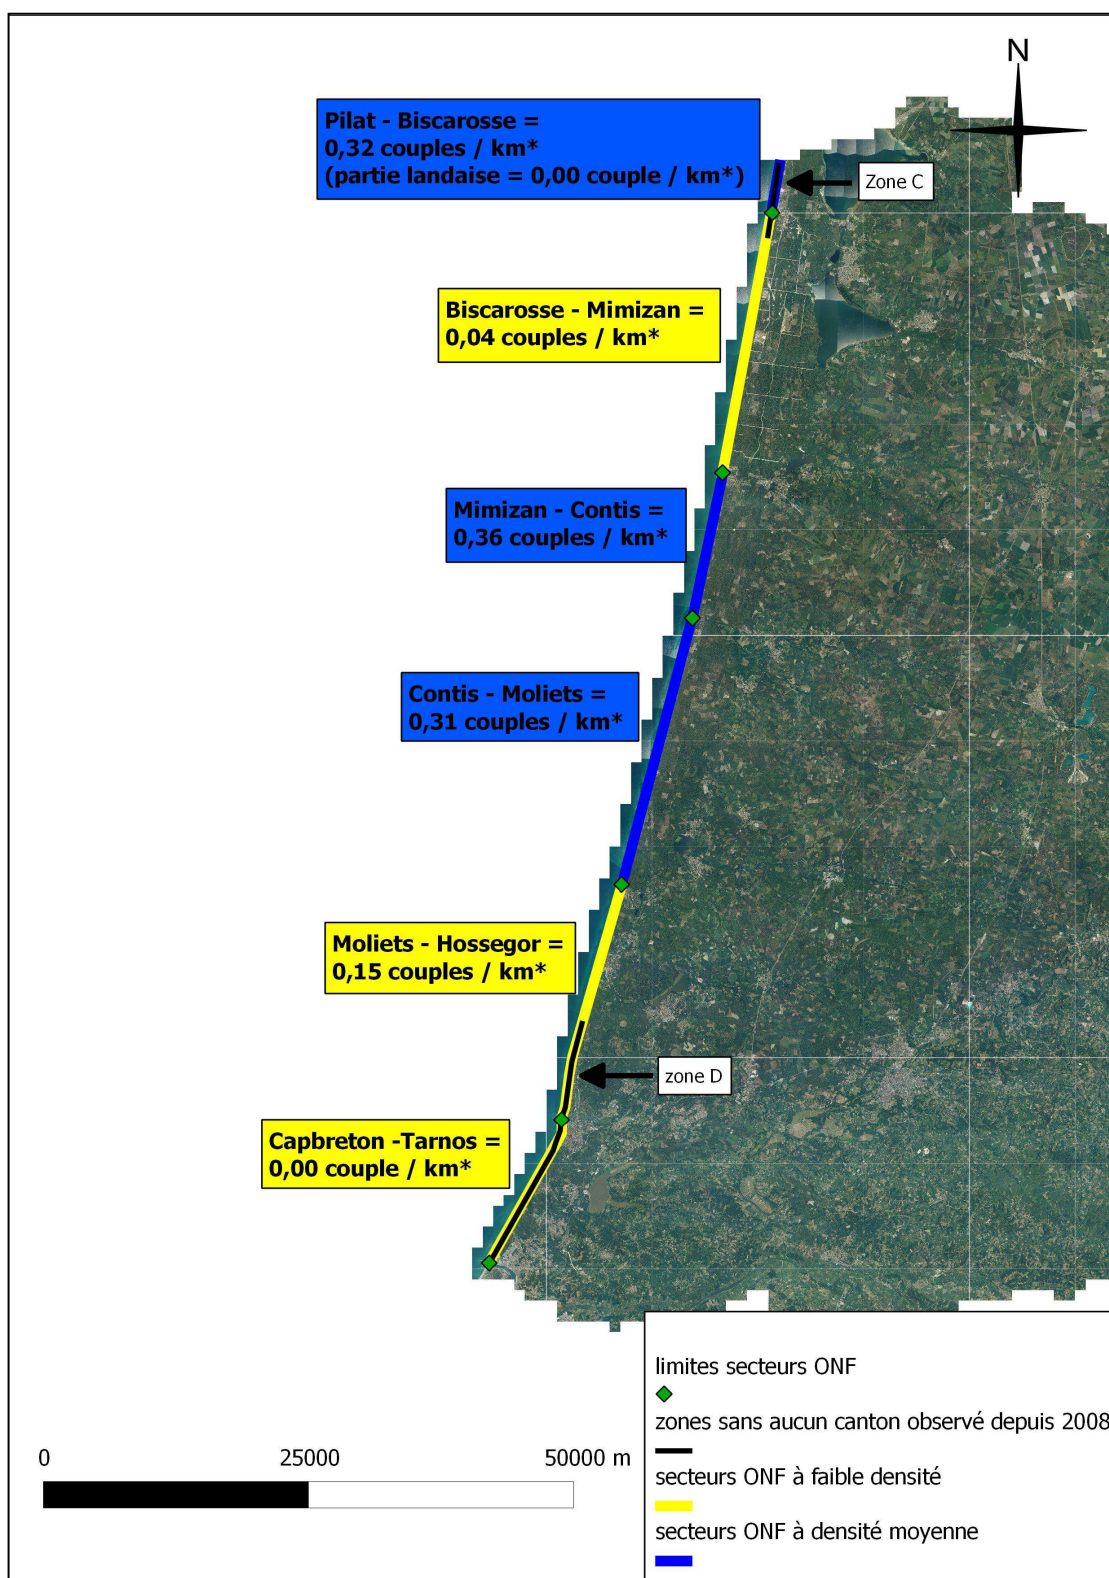 N
Pilat - Biscarosse =
0,32 couples / km*
(partie landaise = 0,00 couple / km*)
Zone C
Biscarosse - Mimizan =
0,04 couples / km*
Mimizan - Contis =
0,36 couples / km*
Contis - Moliets =
0,31 couples / km*
Moliets - Hossegor =
0,15 couples / km*
zone D
Capbreton -Tarnos =
0,00 couple / km*
limites secteurs ONF
zones sans aucun canton observé depuis 2008
secteurs ONF à faible densité
secteurs ONF à densité moyenne
0 25000 50000 m